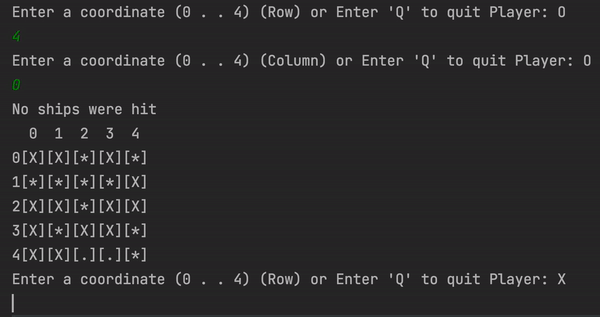 Enter a coordinate (0 . . 4) (Row) or Enter 'Q' to quit Player: O
4
Enter a coordinate (0 . . 4) (Column) or Enter 'Q' to quit Player: O
0
No ships were hit
  0  1  2  3  4
0[X][X][*][X][*]
1[*][*][*][*][X]
2[X][X][*][X][X]
3[X][*][X][X][*]
4[X][X][.][.][*]
Enter a coordinate (0 . . 4) (Row) or Enter 'Q' to quit Player: X